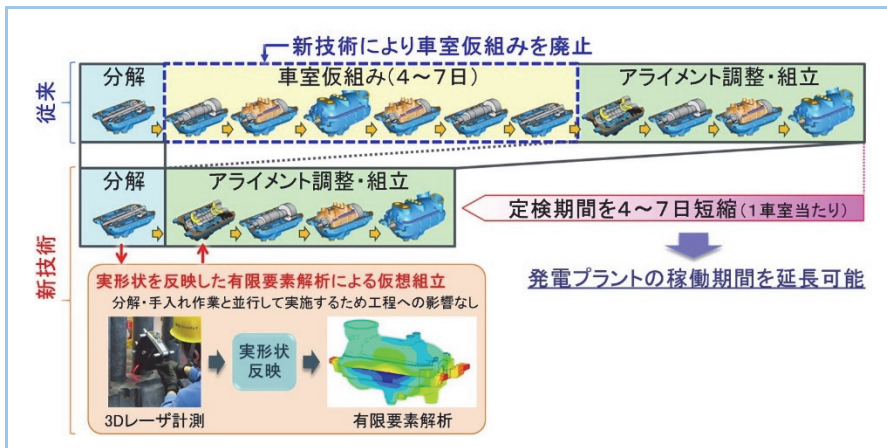 新技術により車室仮組みを廃止
従来
分解
車室仮組み(4~7日)
アライメント調整・組立
新技術
分解
アライメント調整・組立
定検期間を4~7日短縮(1車室当たり)
発電プラントの稼働期間を延長可能
実形状を反映した有限要素解析による仮想組立
分解・手入れ作業と並行して実施するため工程への影響なし
実形状
反映
3Dレーザ計測
有限要素解析